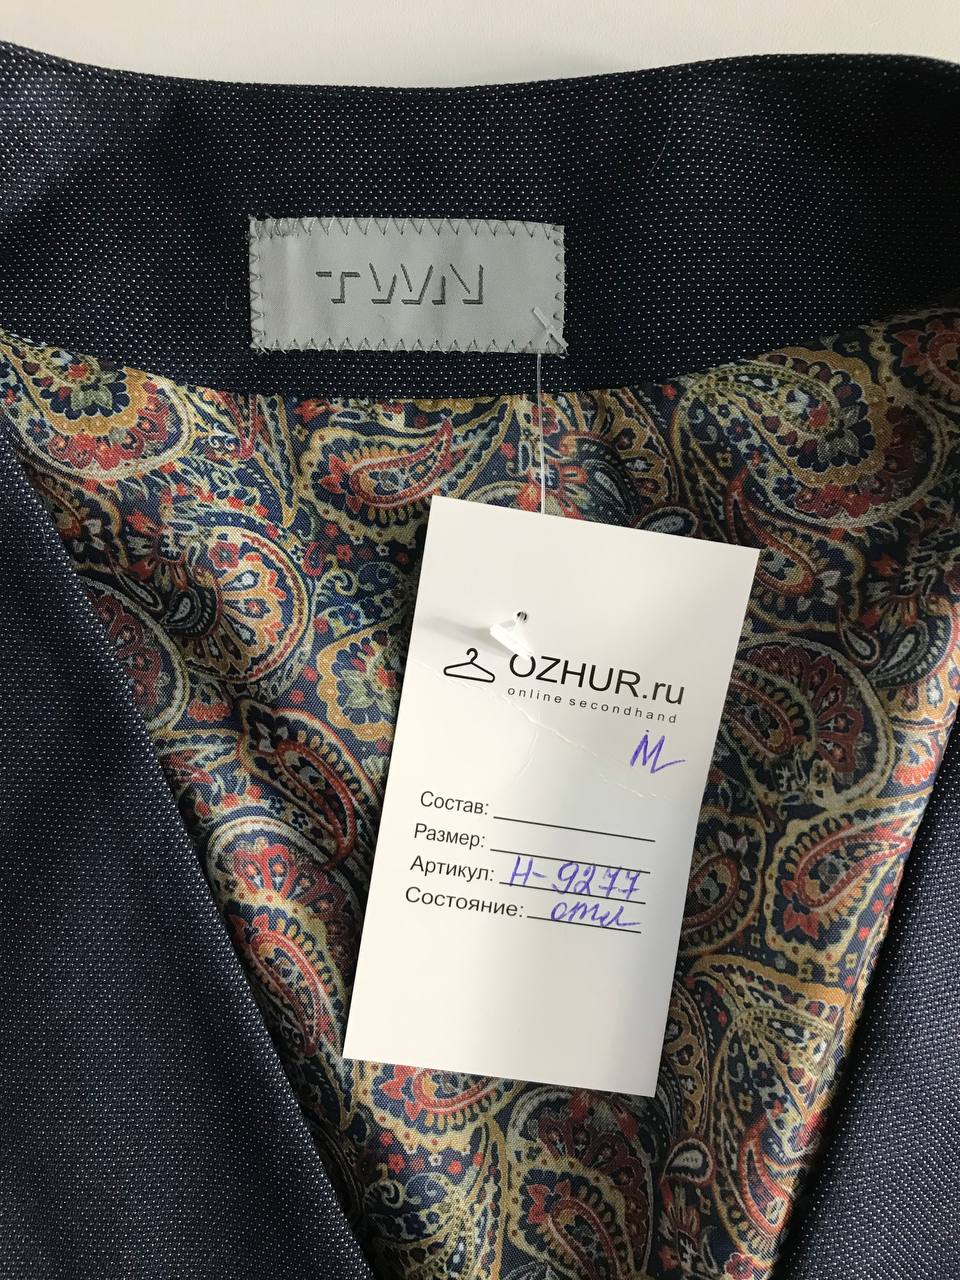 TWN
OZHUR.ru
online secondhand
M
Состав:
Размер:
Артикул: H-9277
Состояние: отл